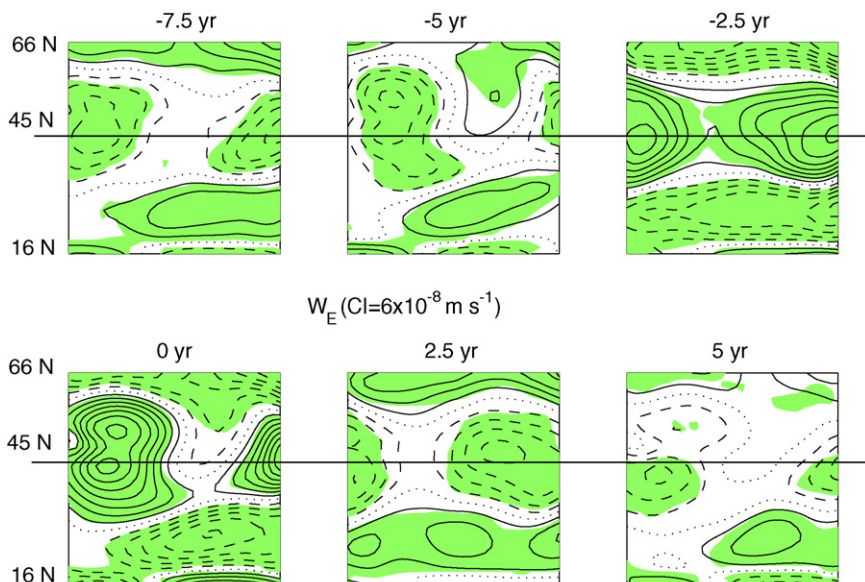 -7.5 yr
-5 yr
-2.5 yr
66 N
45 N
16 N
W_E (CI=6x10^-8 m s^-1)
0 yr
2.5 yr
5 yr
66 N
45 N
16 N